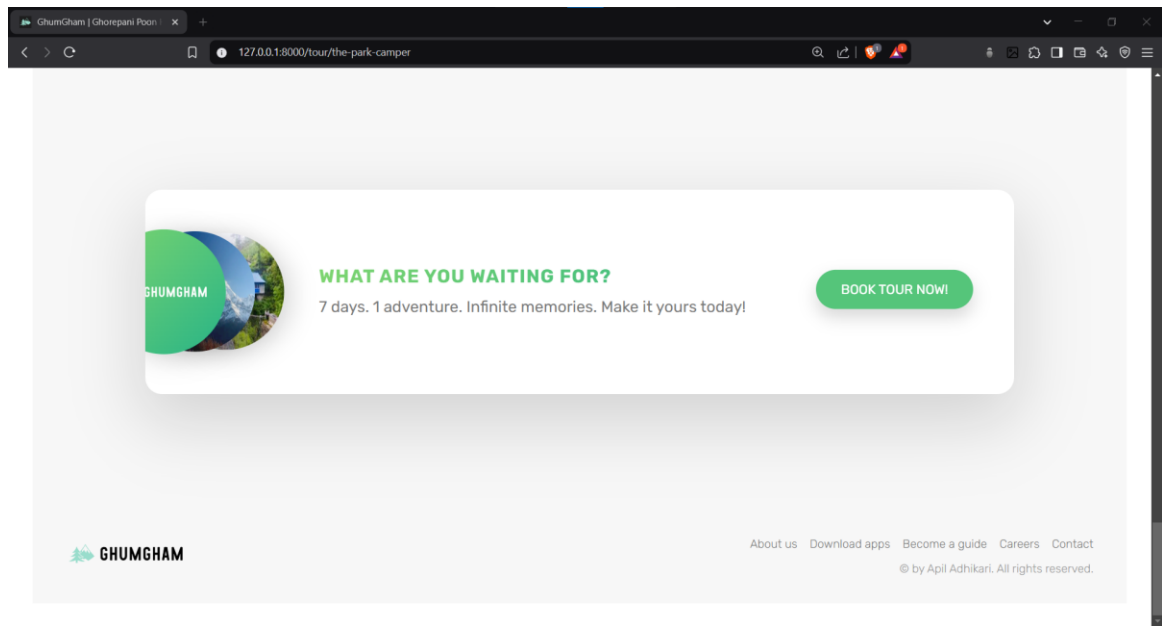 GhumGham | Ghorepani Poon
127.0.0.1:8000/tour/the-park-camper
GHUMGHAM
WHAT ARE YOU WAITING FOR?
7 days. 1 adventure. Infinite memories. Make it yours today!
BOOK TOUR NOW!
GHUMGHAM
About us Download apps Become a guide Careers Contact
© by Apil Adhikari. All rights reserved.